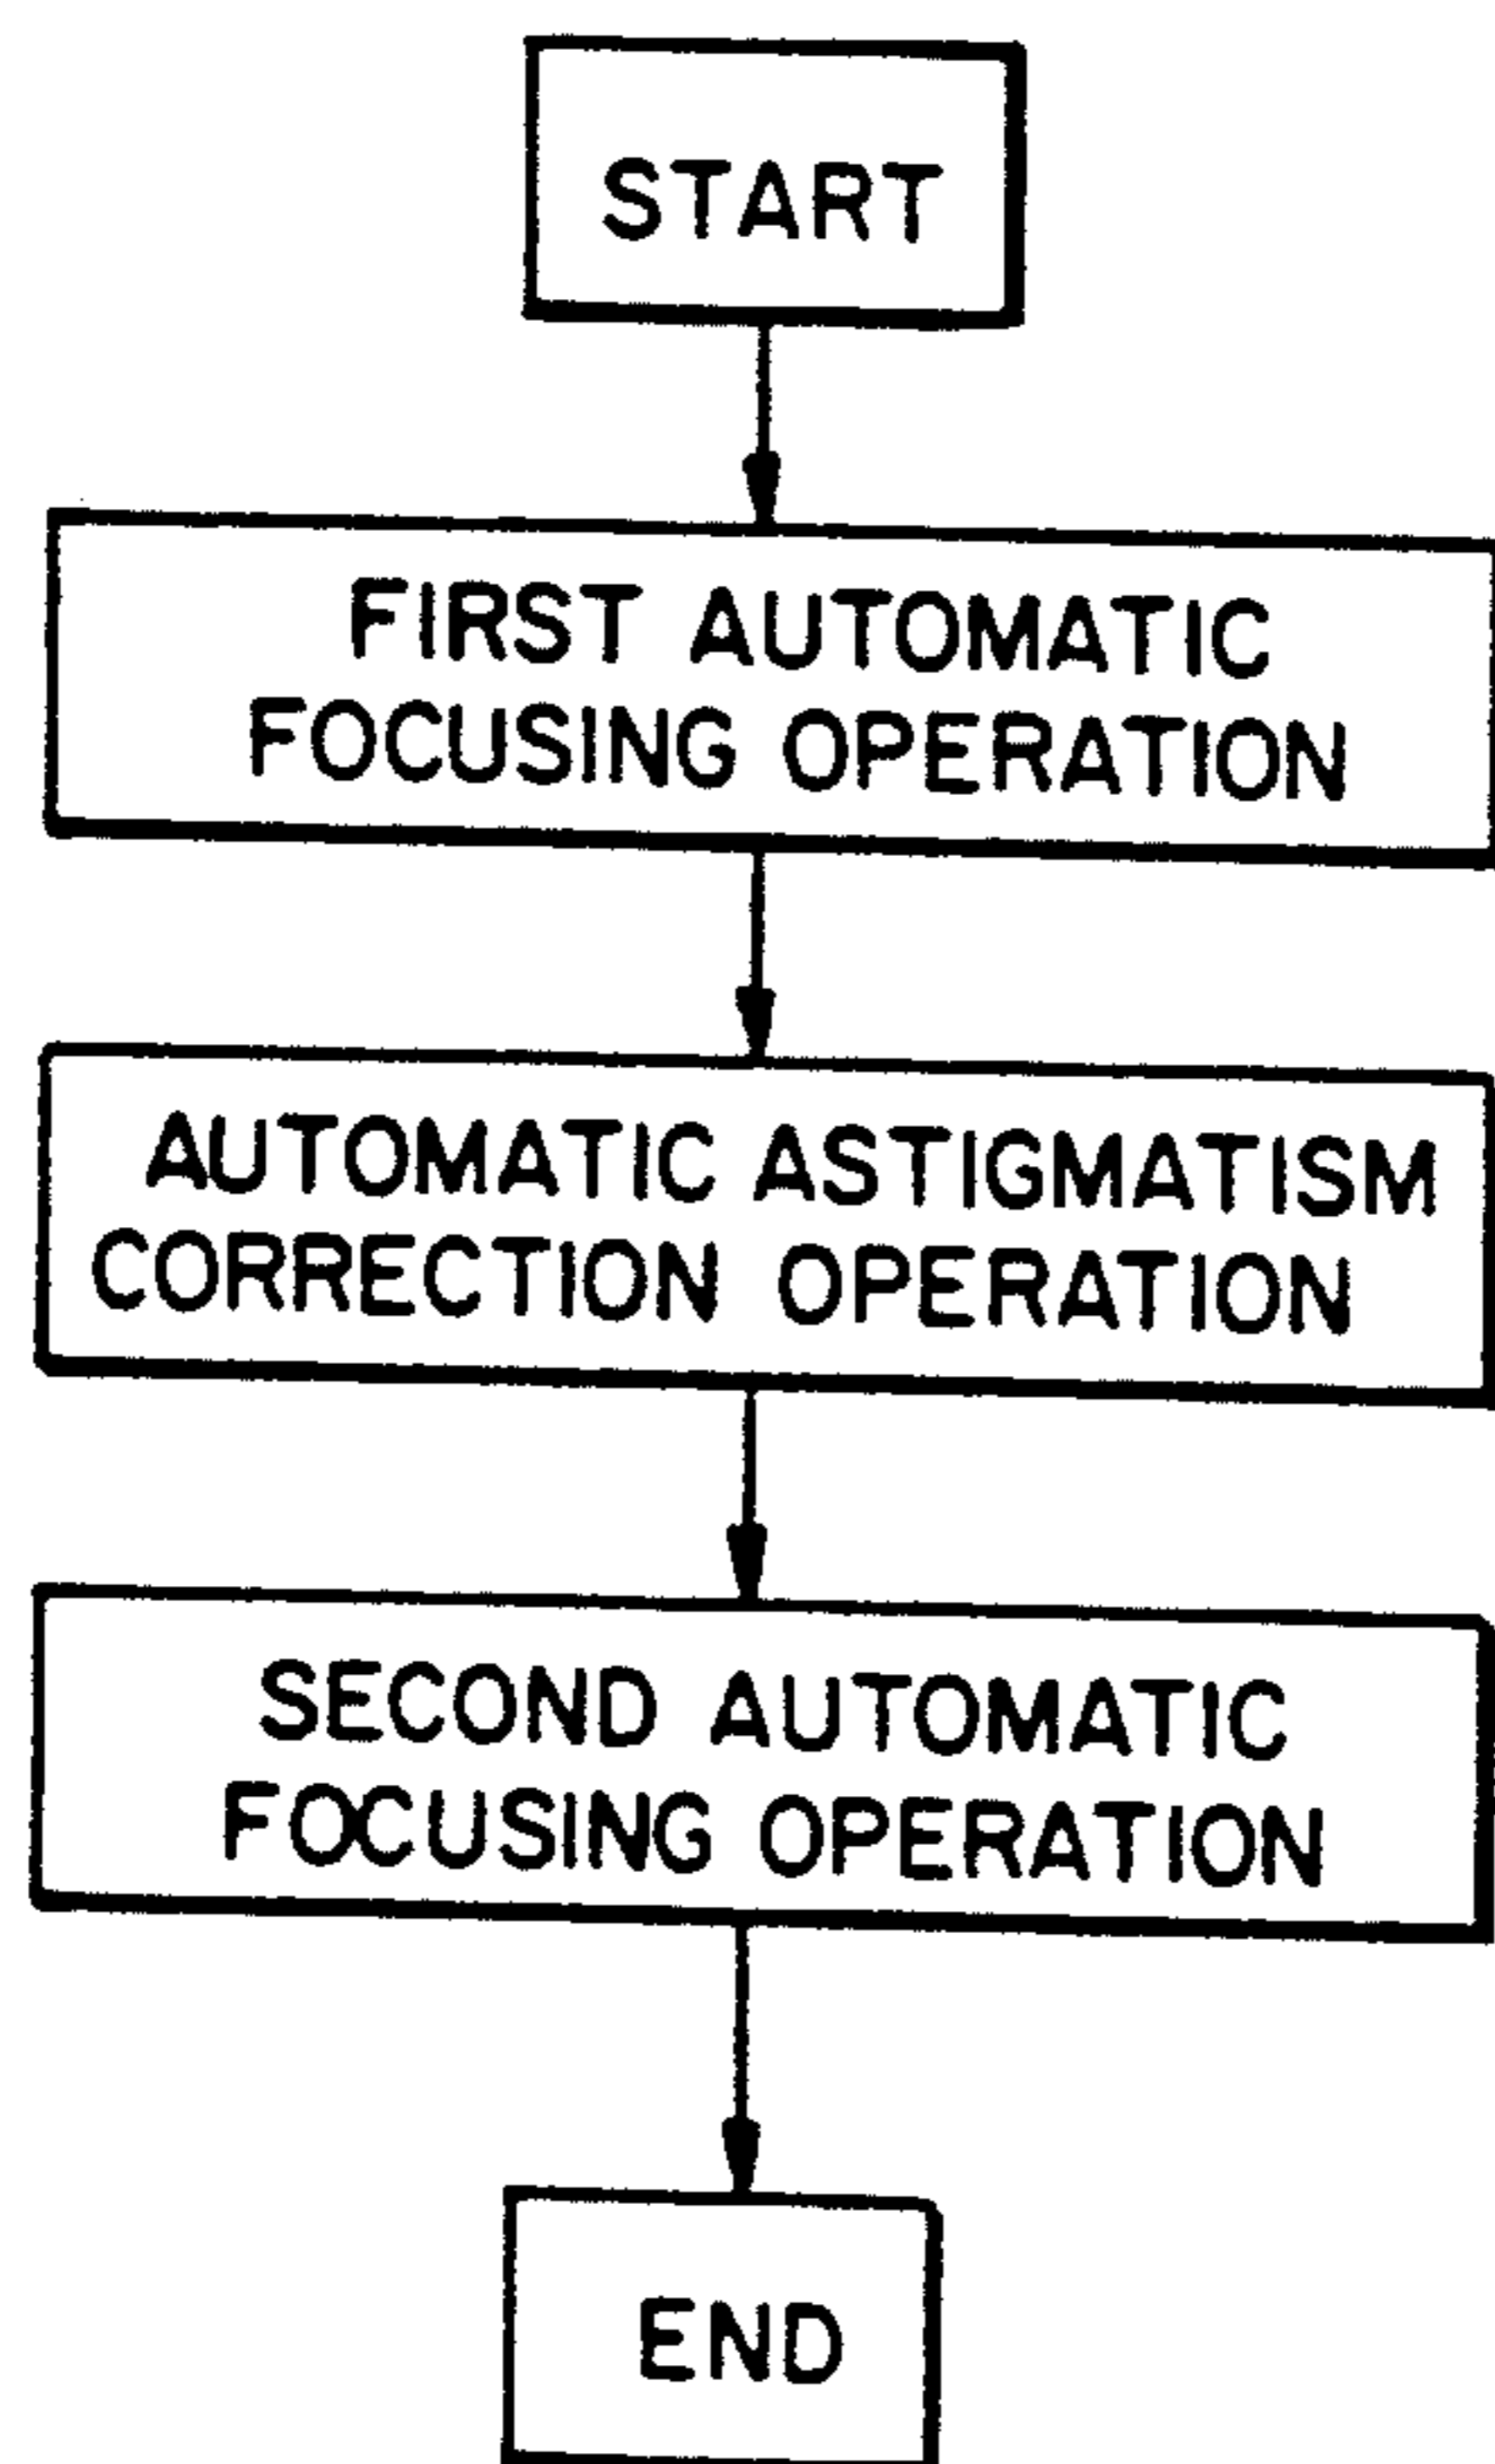 START
FIRST AUTOMATIC
FOCUSING OPERATION
AUTOMATIC ASTIGMATISM
CORRECTION OPERATION
SECOND AUTOMATIC
FOCUSING OPERATION
END